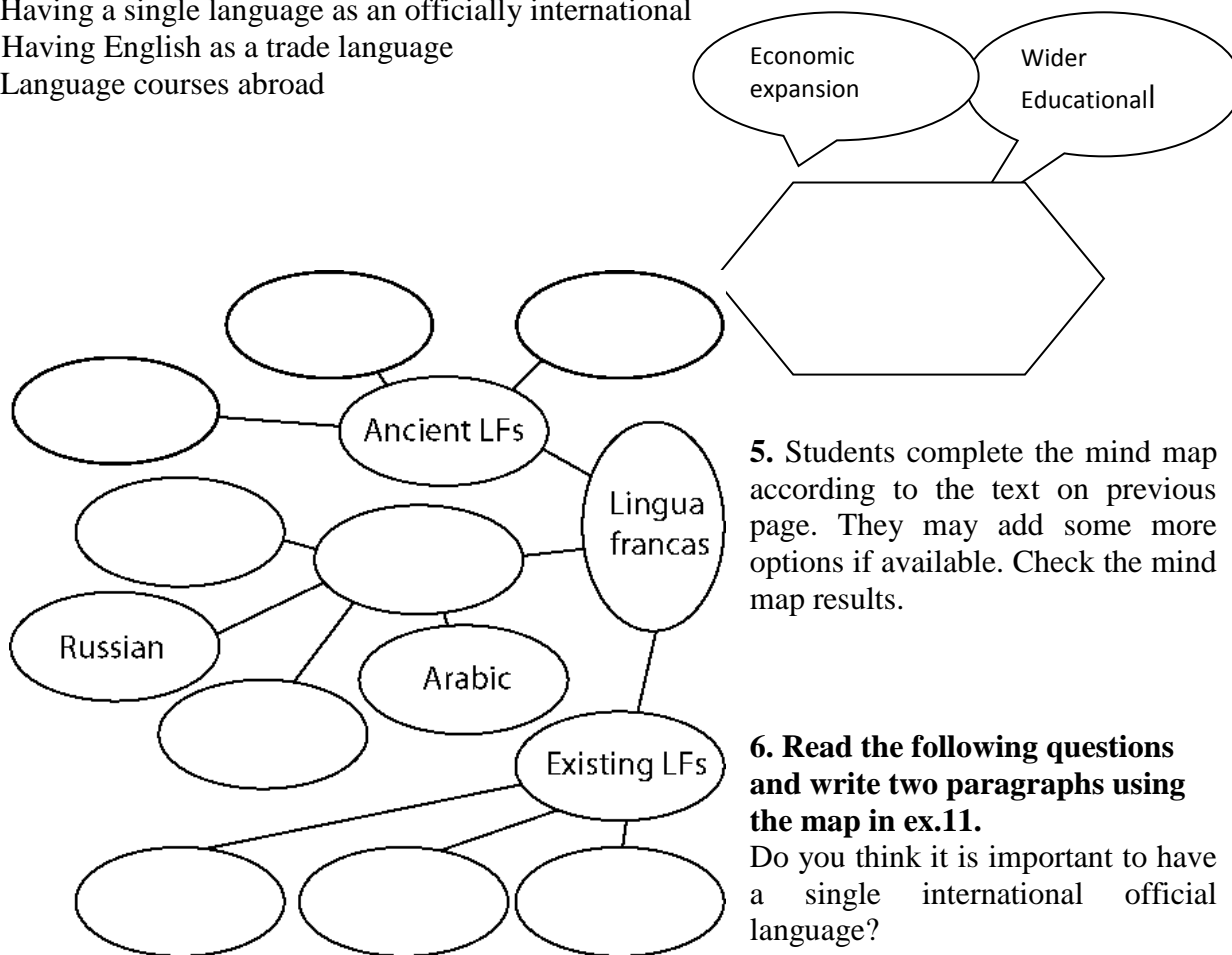 Having a single language as an officially international
Having English as a trade language
Language courses abroad
Economic
expansion
Wider
Educationall
Ancient LFs
Lingua
francas
Russian
Arabic
Existing LFs
5. Students complete the mind map
according to the text on previous
page. They may add some more
options if available. Check the mind
map results.
6. Read the following questions
and write two paragraphs using
the map in ex.11.
Do you think it is important to have
a single international official
language?